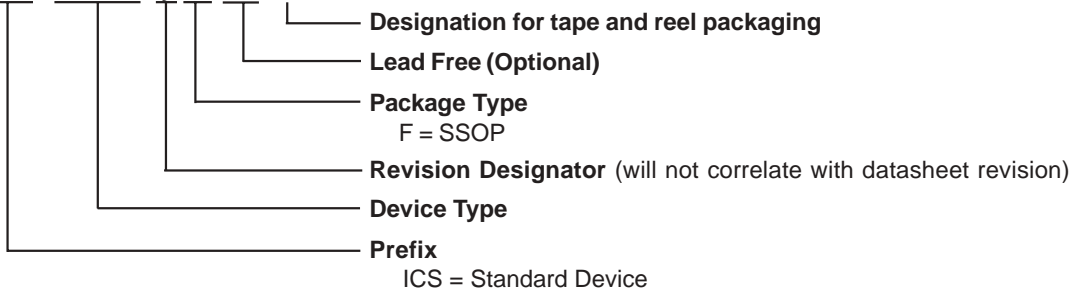 Designation for tape and reel packaging
Lead Free (Optional)
Package Type
F = SSOP
Revision Designator (will not correlate with datasheet revision)
Device Type
Prefix
ICS = Standard Device